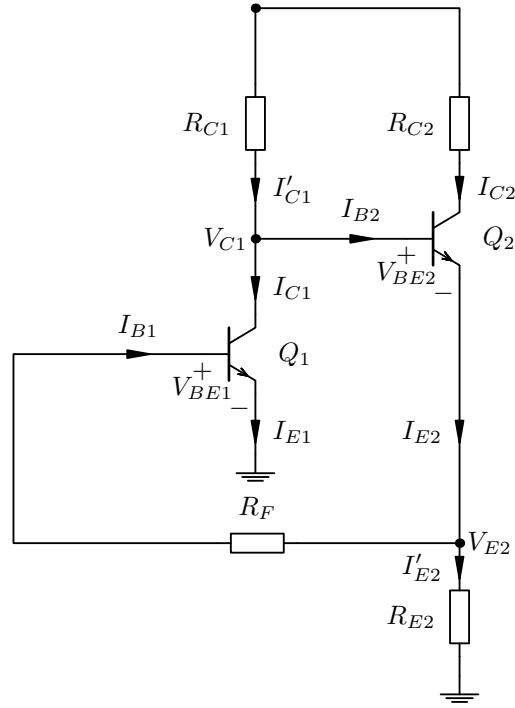 R_{C1}
R_{C2}
I'_{C1}
I_{C2}
I_{B2}
V_{C1}
Q_2
+
V_{BE2}
−
I_{C1}
I_{B1}
Q_1
+
V_{BE1}
−
I_{E1}
I_{E2}
R_F
V_{E2}
I'_{E2}
R_{E2}